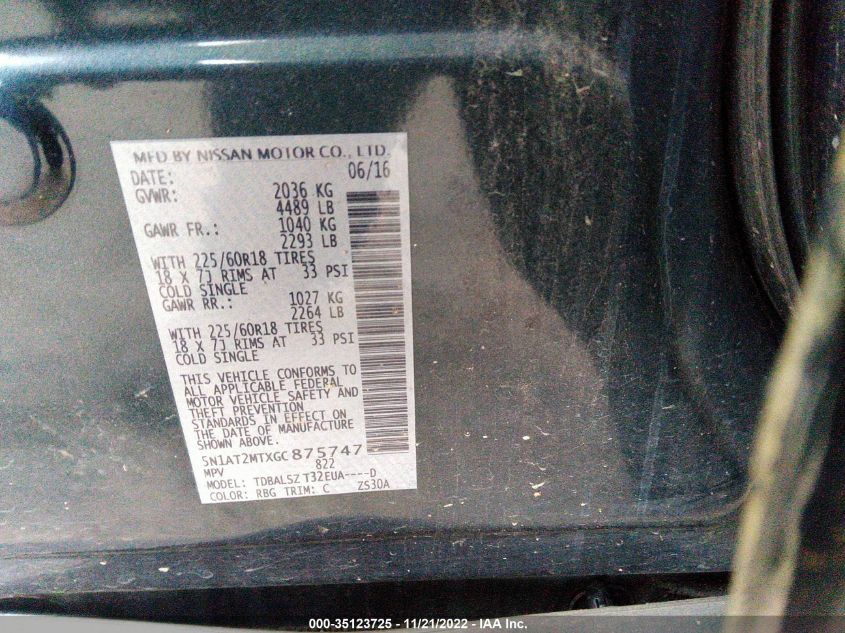 MFD BY NISSAN MOTOR CO., LTD.
DATE: 06/16
GVWR: 2036 KG
4489 LB
GAWR FR.: 1040 KG
2293 LB
WITH 225/60R18 TIRES
18 X 7J RIMS AT 33 PSI
COLD SINGLE
GAWR RR.: 1027 KG
2264 LB
WITH 225/60R18 TIRES
18 X 7J RIMS AT 33 PSI
COLD SINGLE
THIS VEHICLE CONFORMS TO
ALL APPLICABLE FEDERAL
MOTOR VEHICLE SAFETY AND
THEFT PREVENTION
STANDARDS IN EFFECT ON
THE DATE OF MANUFACTURE
SHOWN ABOVE.
5N1AT2MTXGC875747
MPV 822
MODEL: TDBALSZ T32EUA----D
COLOR: RBG TRIM: C ZS30A
000-35123725 - 11/21/2022 - IAA Inc.